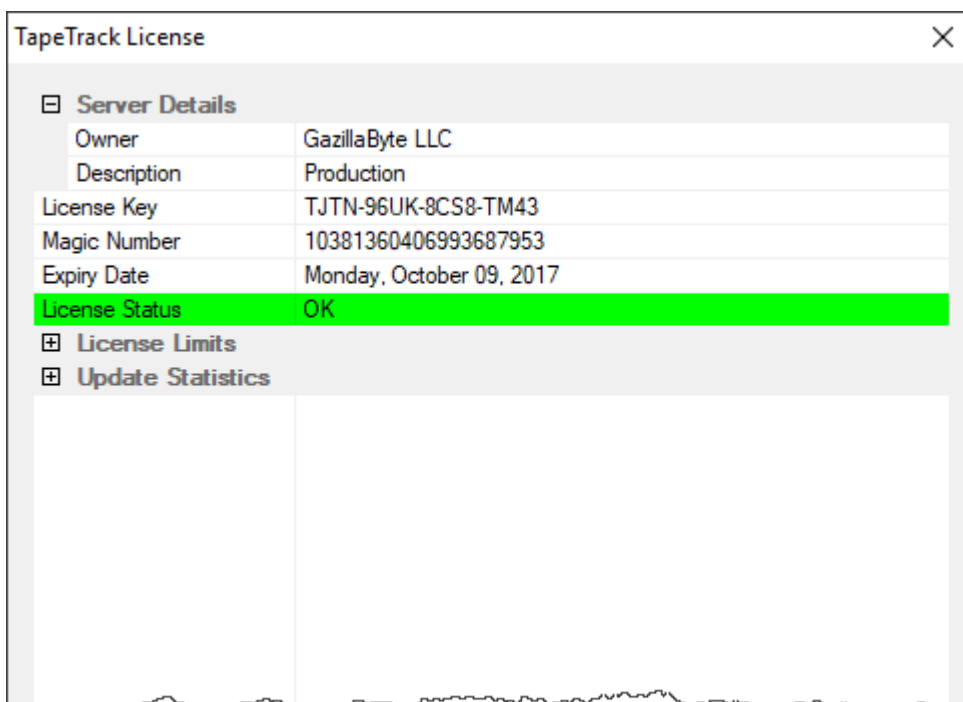 TapeTrack License
Server Details
Owner GazillaByte LLC
Description Production
License Key TJTN-96UK-8CS8-TM43
Magic Number 10381360406993687953
Expiry Date Monday, October 09, 2017
License Status OK
License Limits
Update Statistics